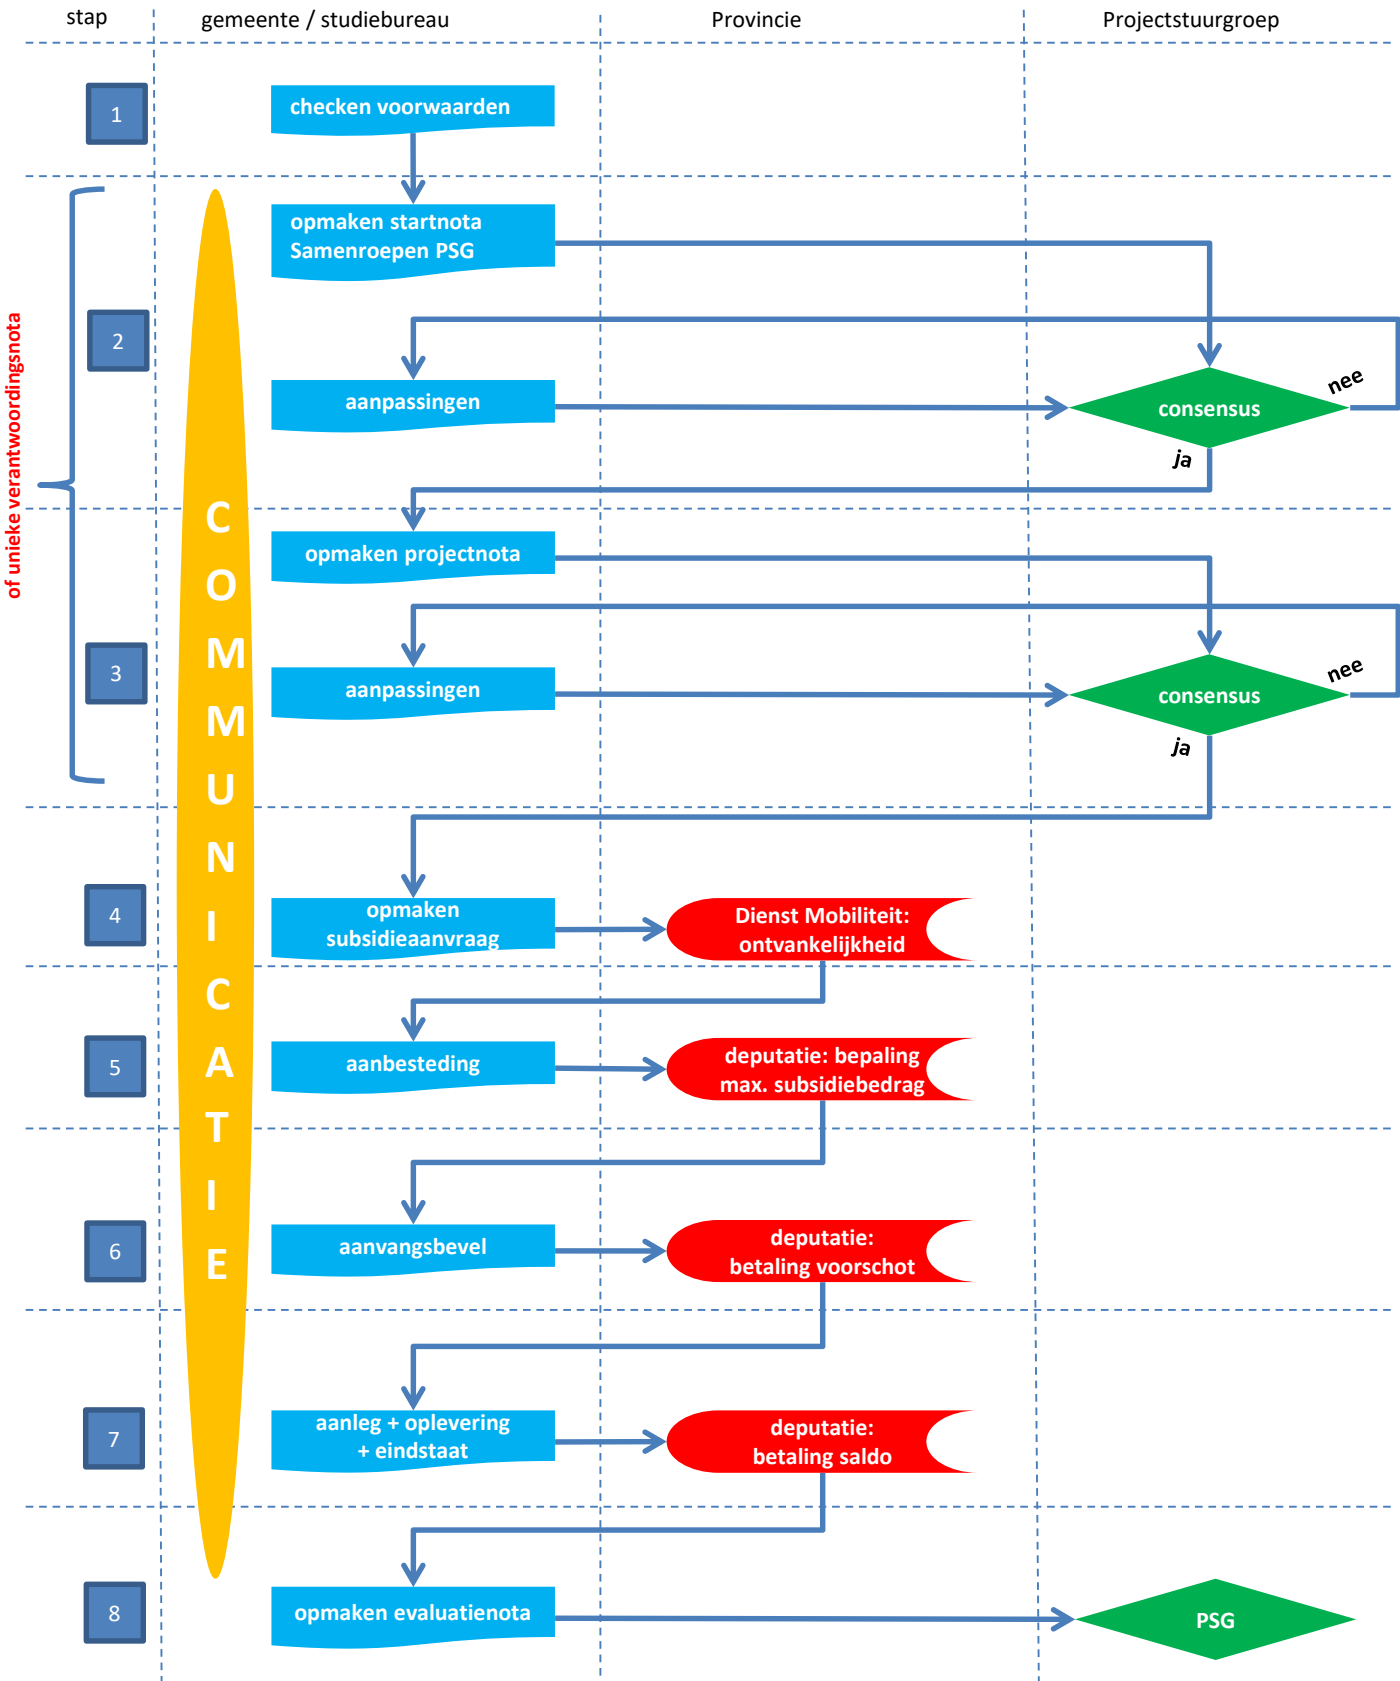 stap
gemeente / studiebureau
Provincie
Projectstuurgroep
1
checken voorwaarden
of unieke verantwoordingsnota
COMMUNICATIE
2
opmaken startnota
Samenroepen PSG
aanpassingen
consensus
nee
ja
3
opmaken projectnota
aanpassingen
consensus
nee
ja
4
opmaken
subsidieaanvraag
Dienst Mobiliteit:
ontvankelijkheid
5
aanbesteding
deputatie: bepaling
max. subsidiebedrag
6
aanvangsbevel
deputatie:
betaling voorschot
7
aanleg + oplevering
+ eindstaat
deputatie:
betaling saldo
8
opmaken evaluatienota
PSG